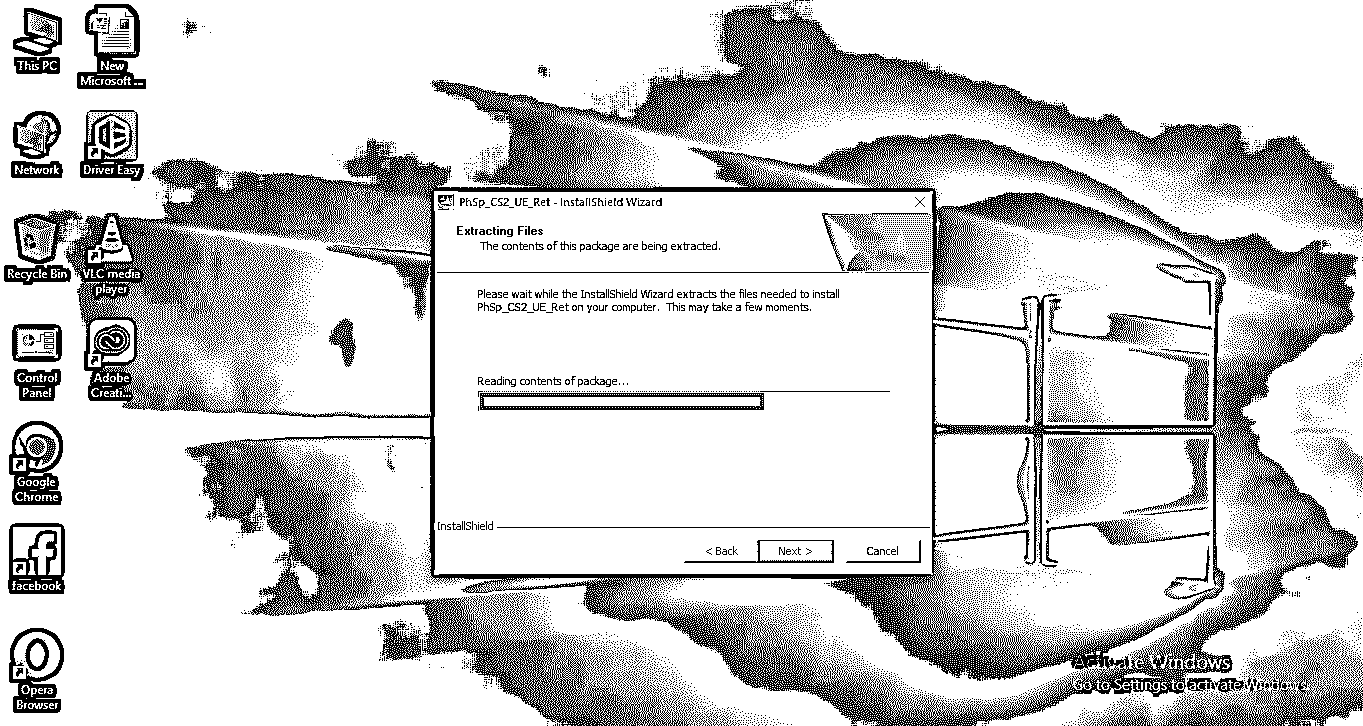 This PC
New
Microsoft ...
Network
Driver Easy
Recycle Bin
VLC media
player
Control
Panel
Adobe
Creati...
Google
Chrome
facebook
Opera
Browser
PhSp_CS2_UE_Ret - InstallShield Wizard
Extracting Files
The contents of this package are being extracted.
Please wait while the InstallShield Wizard extracts the files needed to install
PhSp_CS2_UE_Ret on your computer. This may take a few moments.
Reading contents of package...
InstallShield
< Back
Next >
Cancel
Activate Windows
Go to Settings to activate Windows.